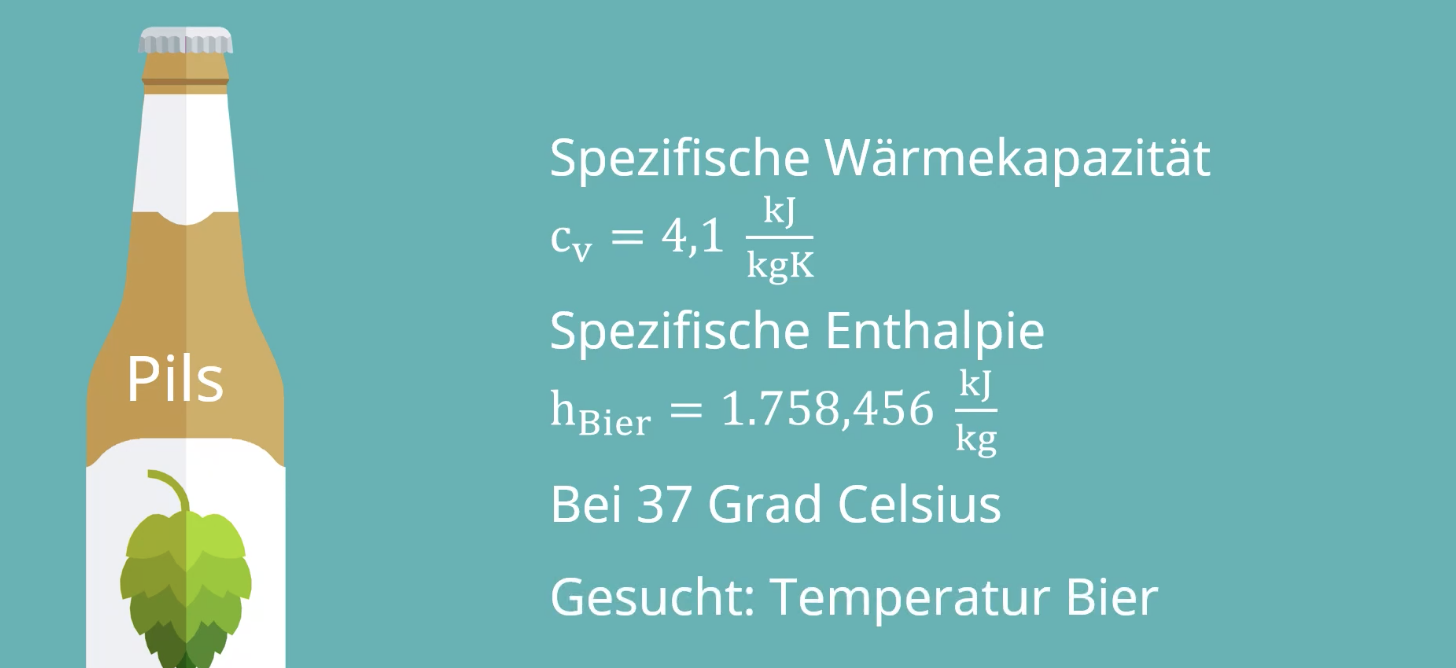 Pils
Spezifische Wärmekapazität
c_v = 4,1 kJ/kgK
Spezifische Enthalpie
h_Bier = 1.758,456 kJ/kg
Bei 37 Grad Celsius
Gesucht: Temperatur Bier